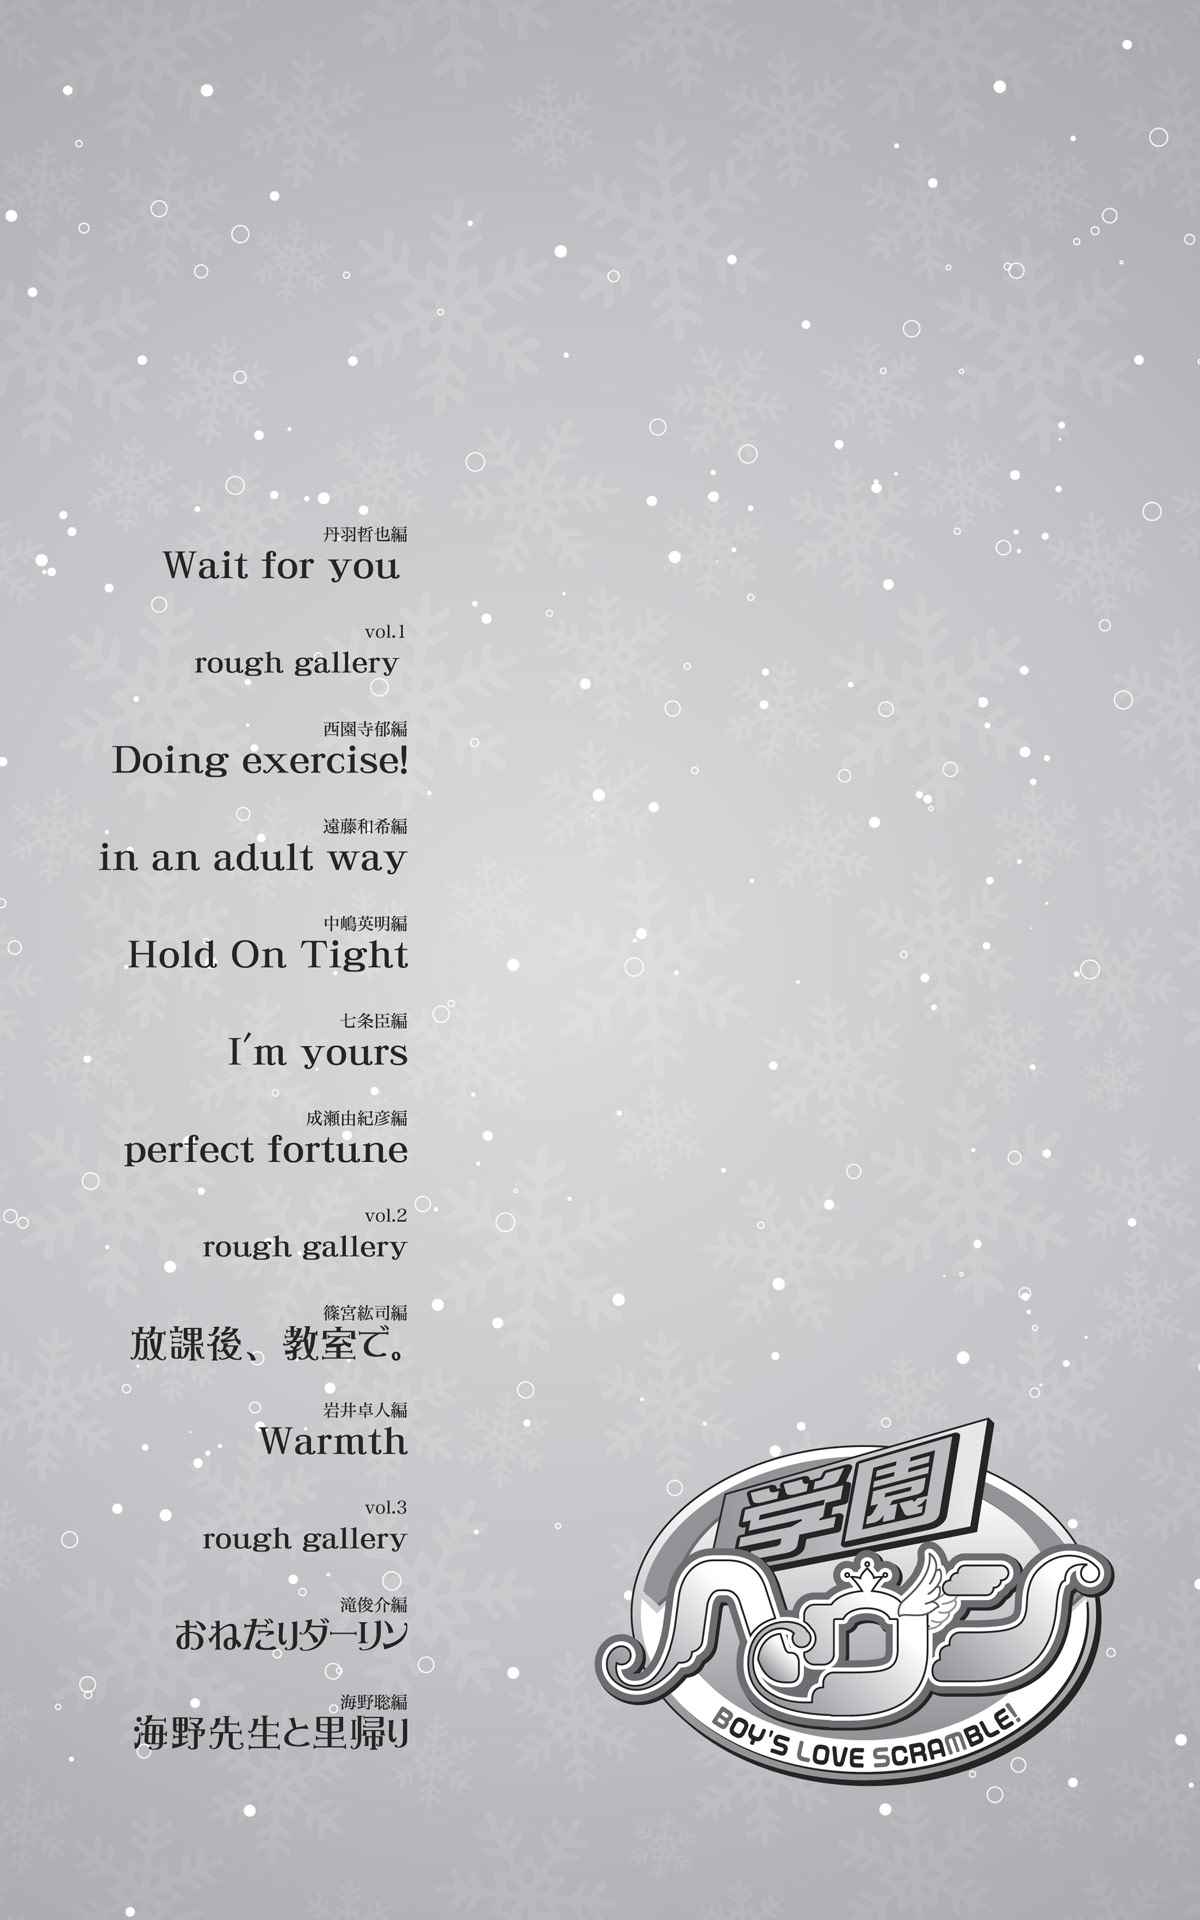 丹羽哲也編
Wait for you
vol.1
rough gallery
西園寺郁編
Doing exercise!
遠藤和希編
in an adult way
中嶋英明編
Hold On Tight
七条臣編
I'm yours
成瀬由紀彦編
perfect fortune
vol.2
rough gallery
篠宮紘司編
放課後、教室で。
岩井卓人編
Warmth
vol.3
rough gallery
滝俊介編
おねだりダーリン
海野聡編
海野先生と里帰り
学園
ヘヴン
BOY'S LOVE SCRAMBLE!